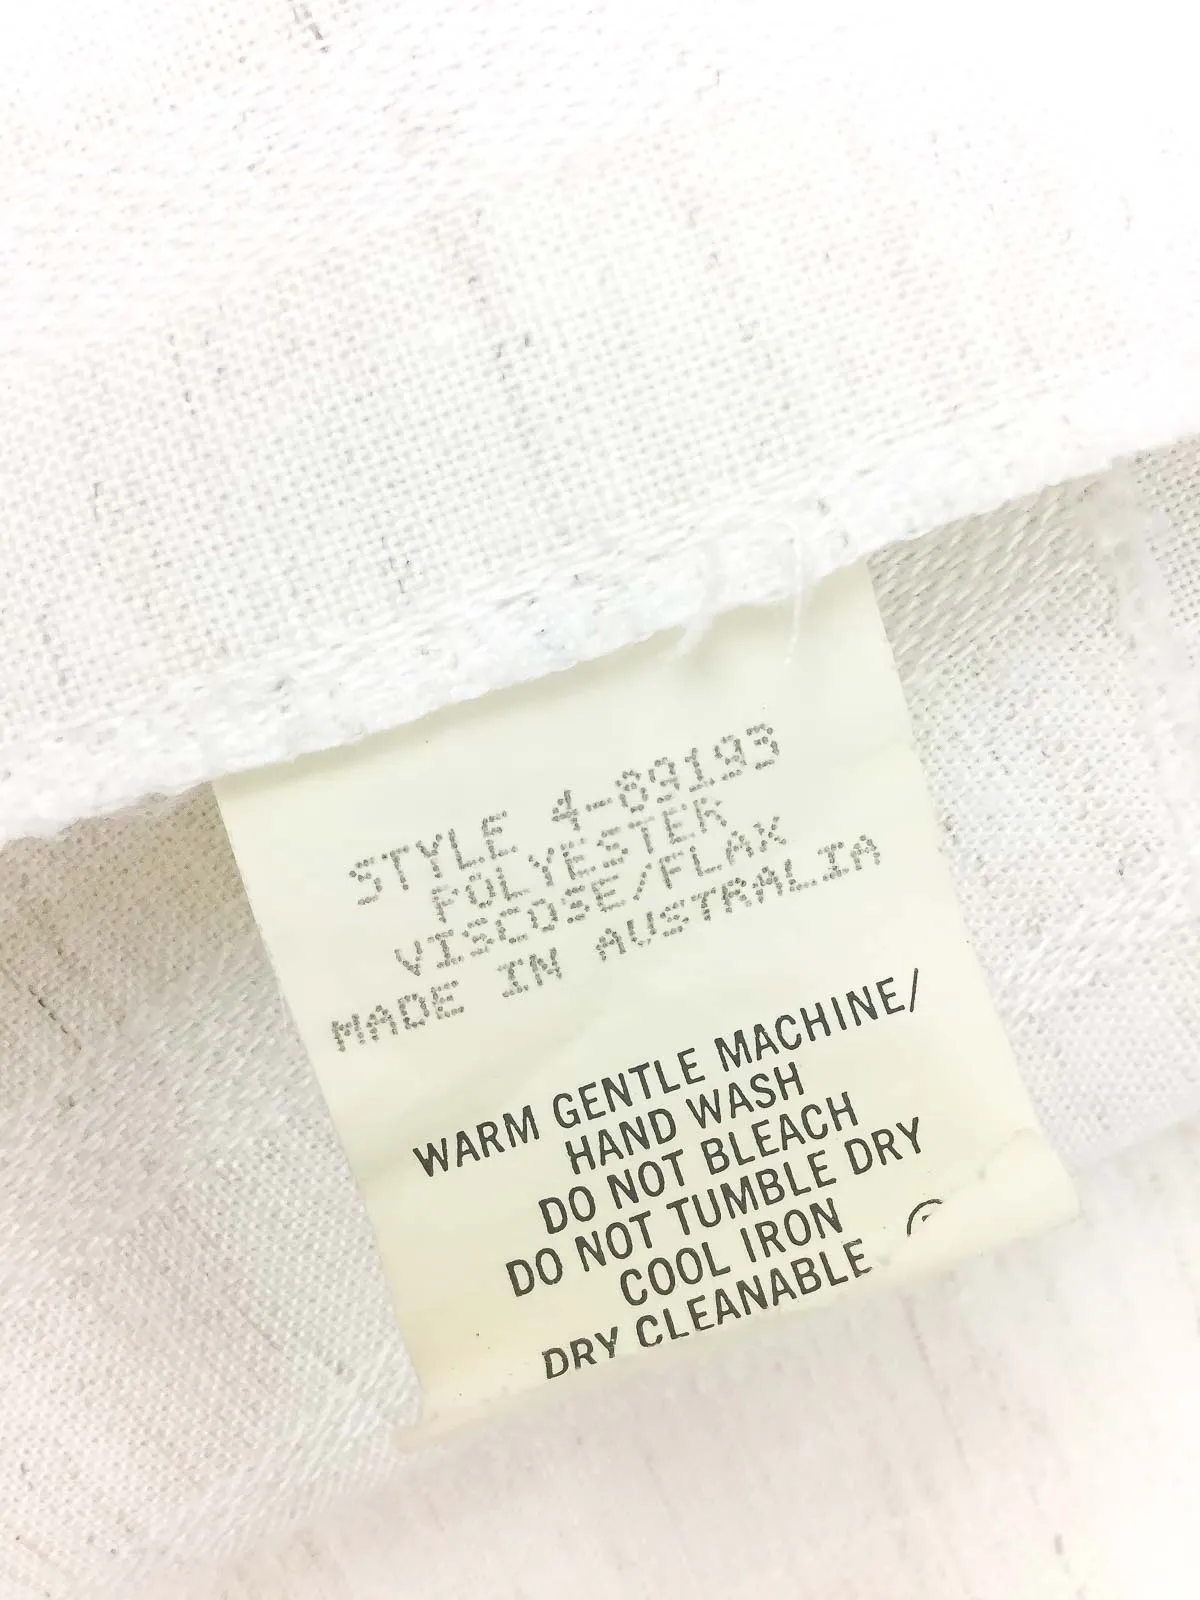 STYLE 4-89193
POLYESTER
VISCOSE/FLAX
MADE IN AUSTRALIA
WARM GENTLE MACHINE/
HAND WASH
DO NOT BLEACH
DO NOT TUMBLE DRY
COOL IRON
DRY CLEANABLE